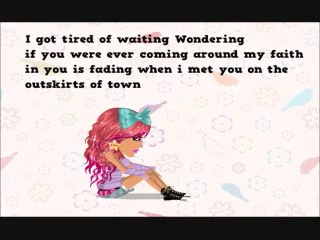 I got tired of waiting Wondering
if you were ever coming around my faith
in you is fading when i met you on the
outskirts of town